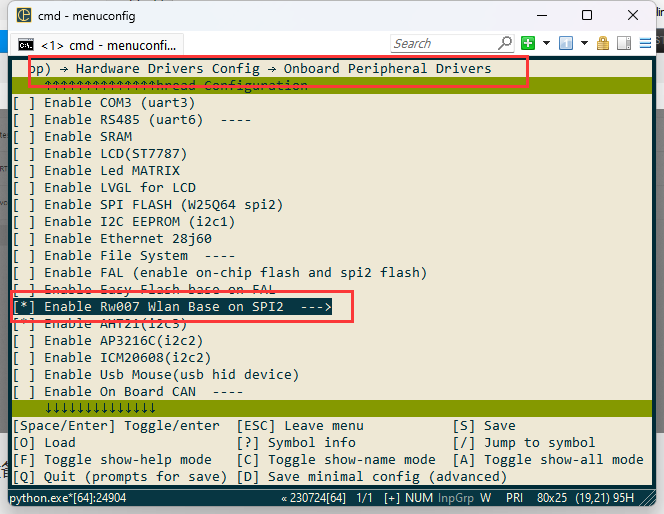 cmd - menuconfig
<1> cmd - menuconfi...
Search
op) → Hardware Drivers Config → Onboard Peripheral Drivers
↑↑↑↑↑↑↑↑↑↑↑↑↑↑hread Configuration
[ ] Enable COM3 (uart3)
[ ] Enable RS485 (uart6)  ----
[ ] Enable SRAM
[ ] Enable LCD(ST7787)
[ ] Enable Led MATRIX
[ ] Enable LVGL for LCD
[ ] Enable SPI FLASH (W25Q64 spi2)
[ ] Enable I2C EEPROM (i2c1)
[ ] Enable Ethernet 28j60
[ ] Enable File System  ----
[ ] Enable FAL (enable on-chip flash and spi2 flash)
[ ] Enable Easy Flash base on FAL
[*] Enable Rw007 Wlan Base on SPI2  --->
[*] Enable AHT21(i2c3)
[ ] Enable AP3216C(i2c2)
[ ] Enable ICM20608(i2c2)
[ ] Enable Usb Mouse(usb hid device)
[ ] Enable On Board CAN  ----
↓↓↓↓↓↓↓↓↓↓↓↓↓↓
[Space/Enter] Toggle/enter  [ESC] Leave menu  [S] Save
[O] Load  [?] Symbol info  [/] Jump to symbol
[F] Toggle show-help mode  [C] Toggle show-name mode  [A] Toggle show-all mode
[Q] Quit (prompts for save)  [D] Save minimal config (advanced)
python.exe*[64]:24904  « 230724[64]  1/1  [+] NUM  InpGrp  W  PRI  80x25  (19,21) 95H